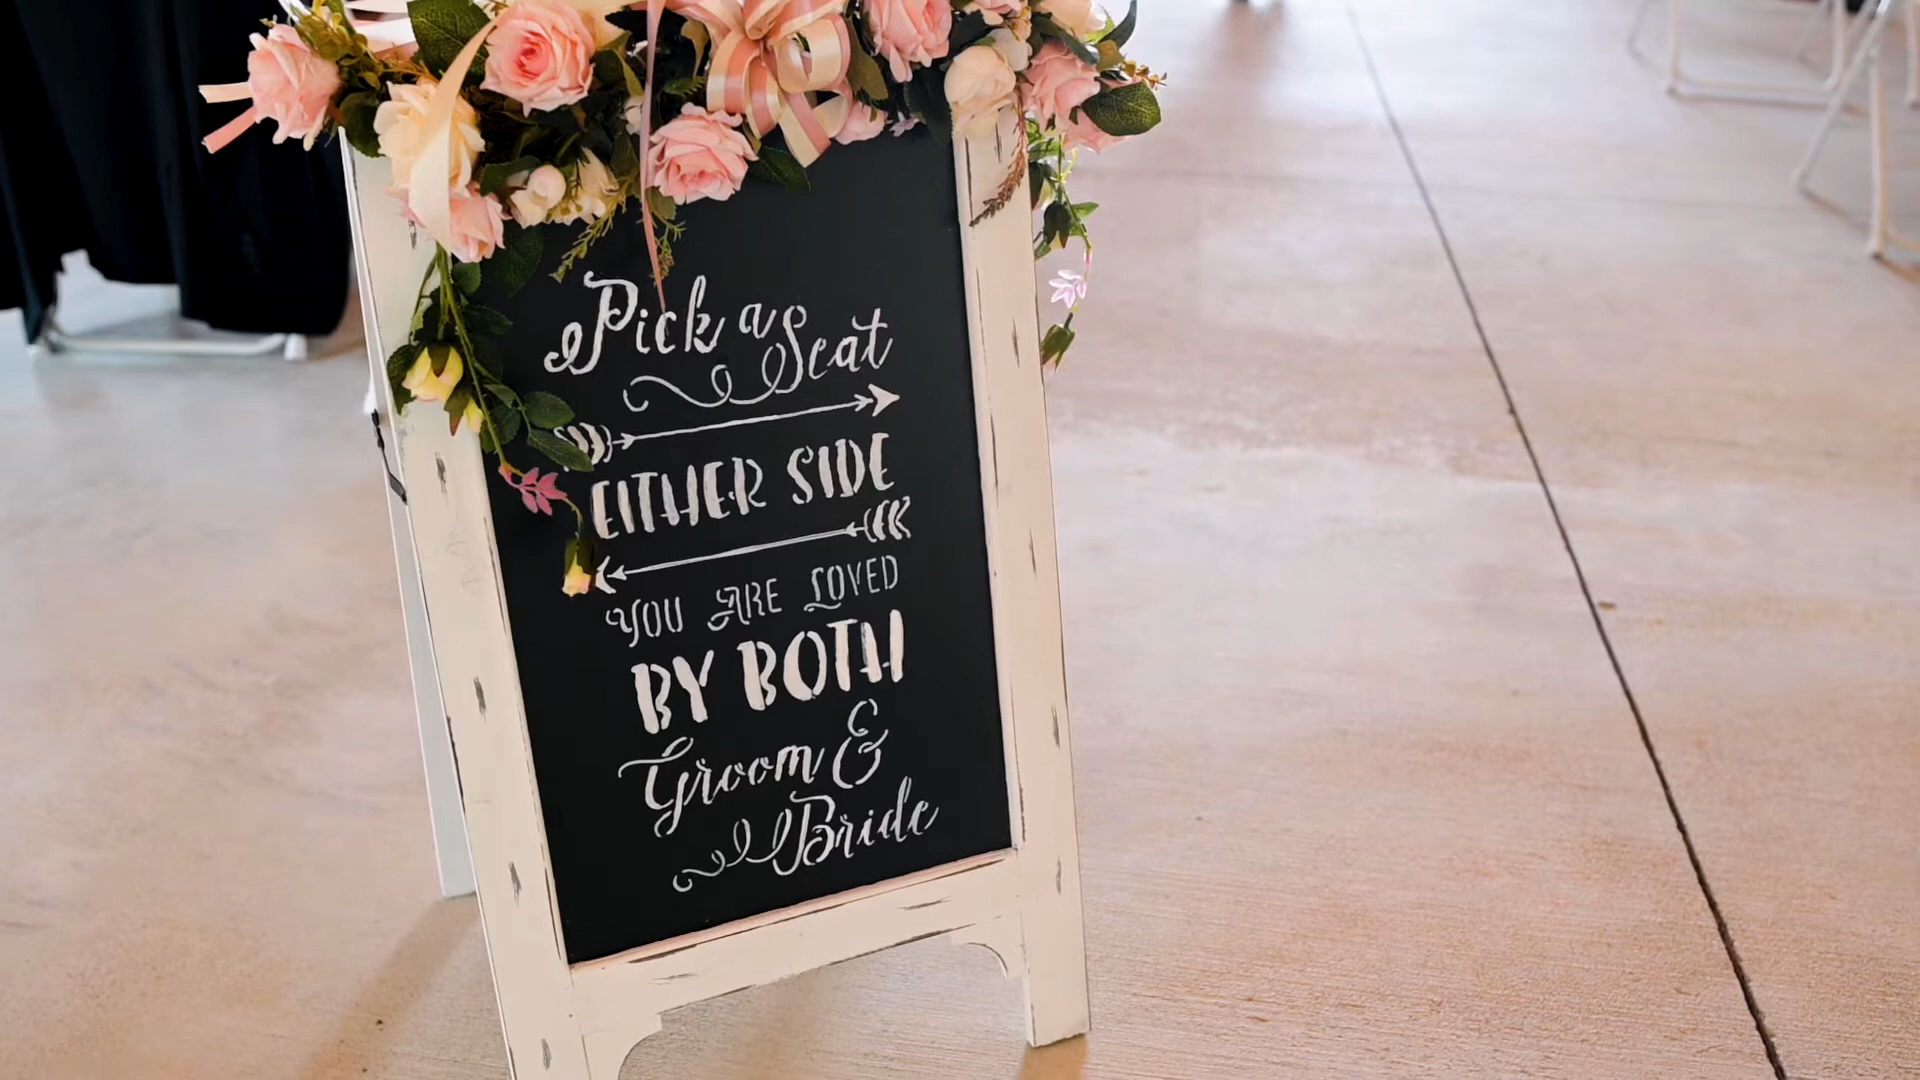 Pick a Seat
EITHER SIDE
YOU ARE LOVED
BY BOTH
Groom &
Bride